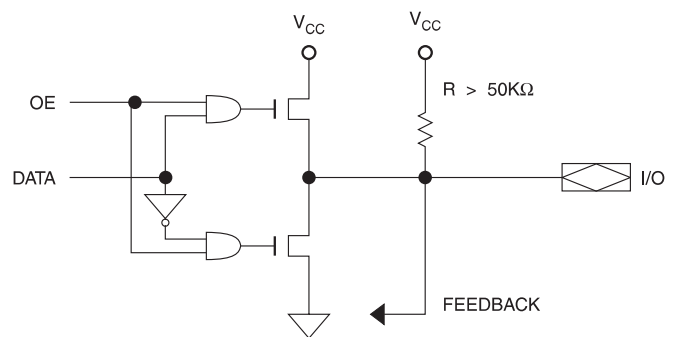 VCC
VCC
R > 50KΩ
OE
DATA
I/O
FEEDBACK